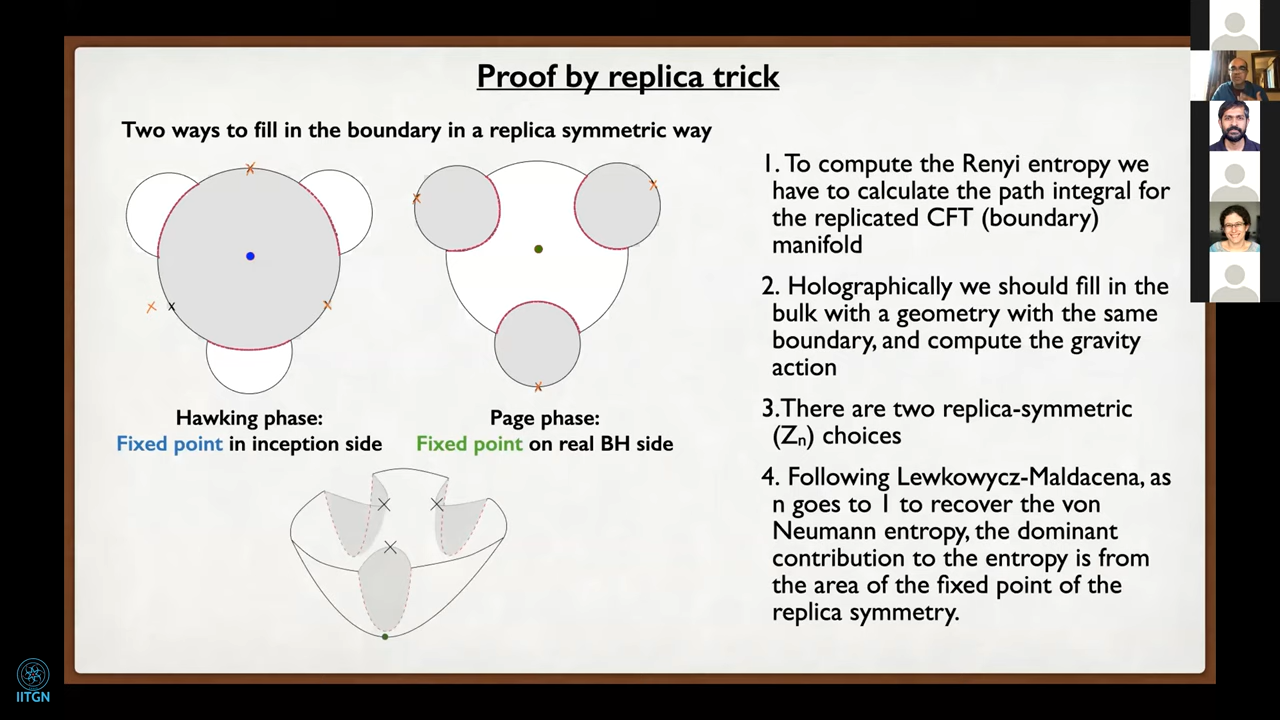 Proof by replica trick
Two ways to fill in the boundary in a replica symmetric way
Hawking phase:
Fixed point in inception side
Page phase:
Fixed point on real BH side
1. To compute the Renyi entropy we
have to calculate the path integral for
the replicated CFT (boundary)
manifold
2. Holographically we should fill in the
bulk with a geometry with the same
boundary, and compute the gravity
action
3.There are two replica-symmetric
(Zn) choices
4. Following Lewkowycz-Maldacena, as
n goes to 1 to recover the von
Neumann entropy, the dominant
contribution to the entropy is from
the area of the fixed point of the
replica symmetry.
IITGN